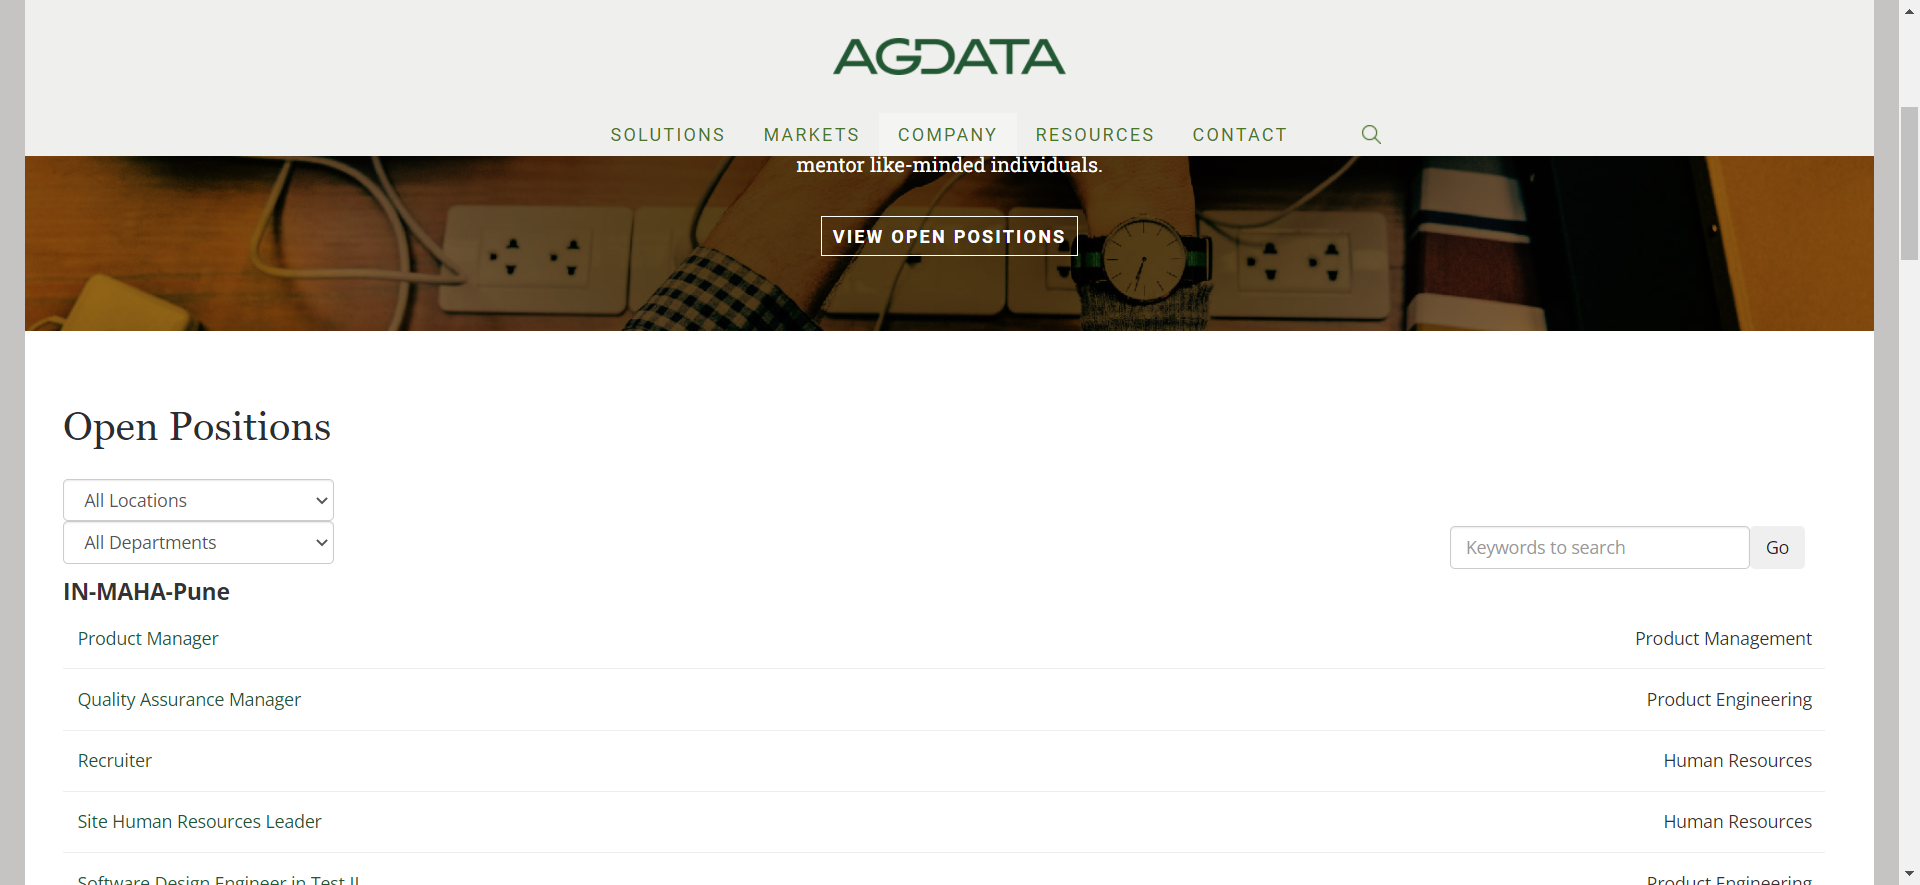 AGDATA
SOLUTIONS MARKETS COMPANY RESOURCES CONTACT
mentor like-minded individuals.
VIEW OPEN POSITIONS
Open Positions
All Locations
All Departments
Keywords to search Go
IN-MAHA-Pune
Product Manager Product Management
Quality Assurance Manager Product Engineering
Recruiter Human Resources
Site Human Resources Leader Human Resources
Software Design Engineer in Test II Product Engineering